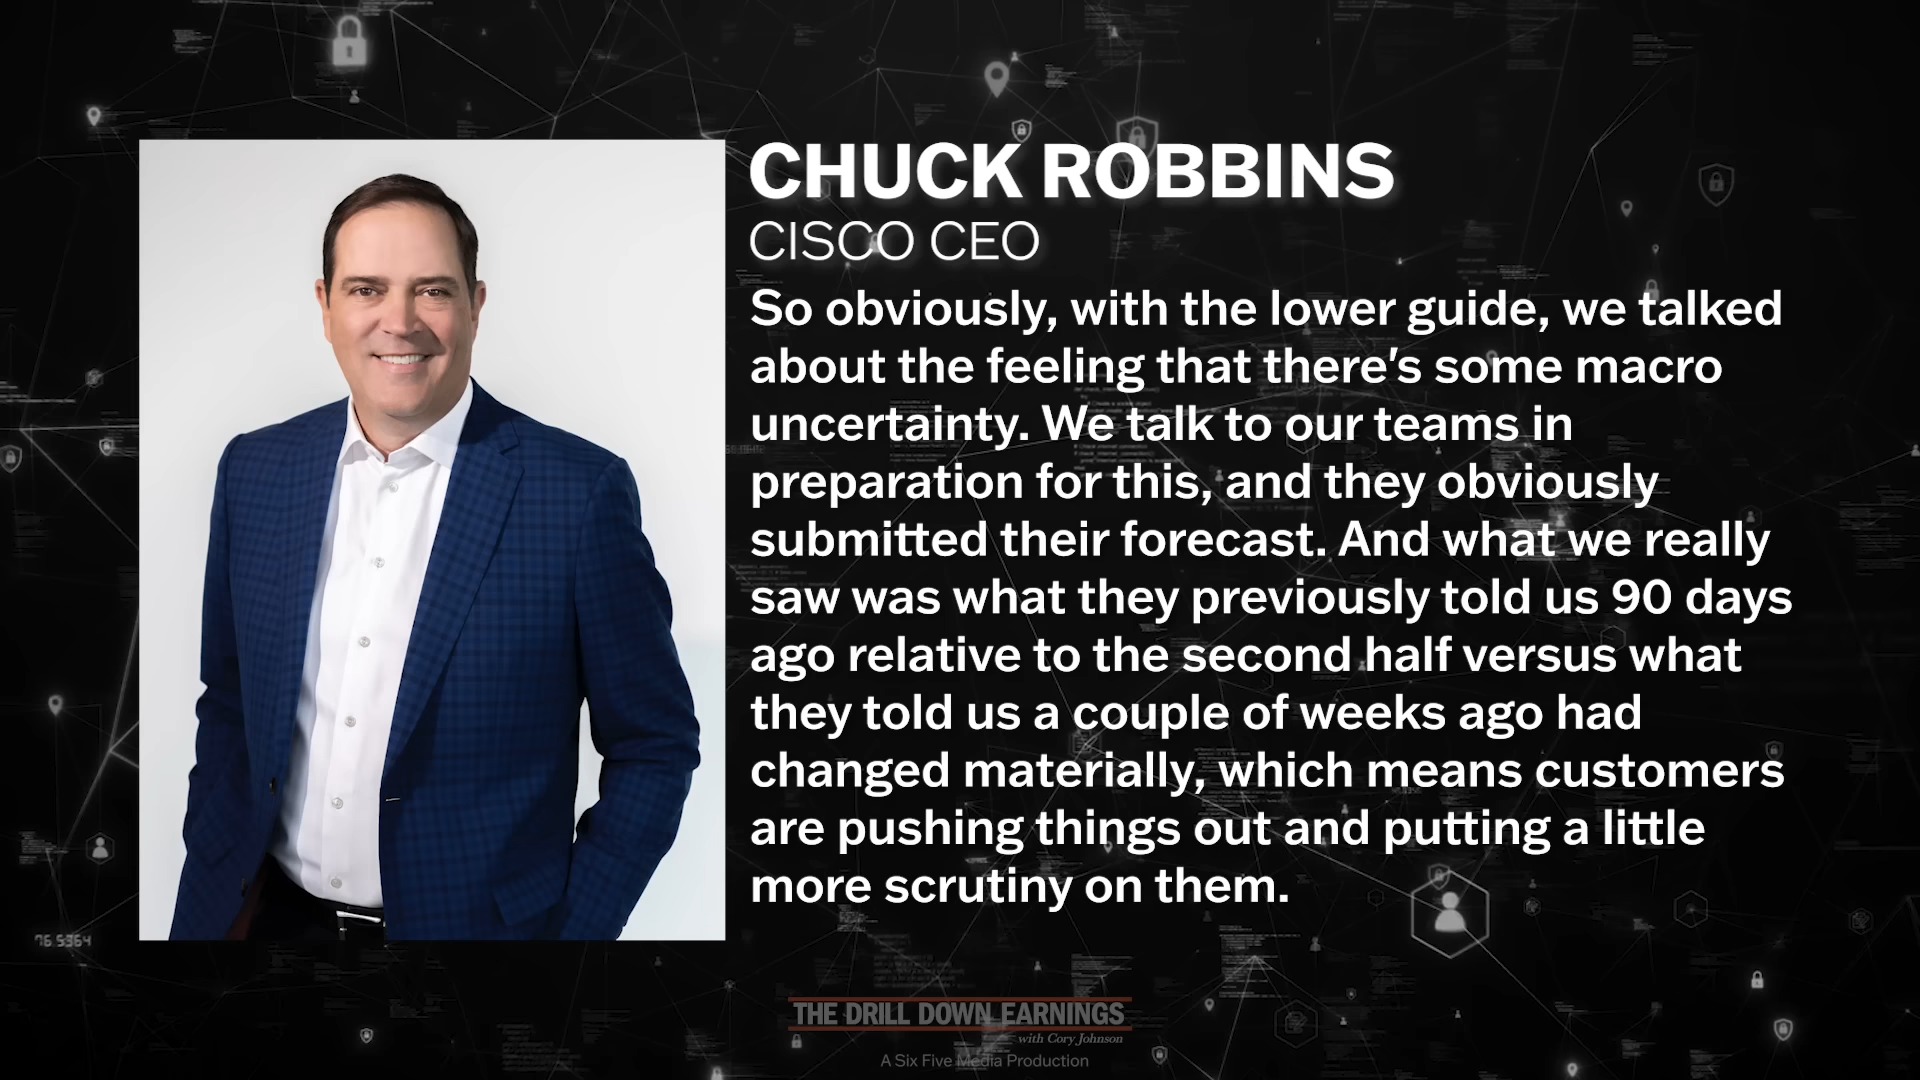 CHUCK ROBBINS
CISCO CEO
So obviously, with the lower guide, we talked
about the feeling that there's some macro
uncertainty. We talk to our teams in
preparation for this, and they obviously
submitted their forecast. And what we really
saw was what they previously told us 90 days
ago relative to the second half versus what
they told us a couple of weeks ago had
changed materially, which means customers
are pushing things out and putting a little
more scrutiny on them.
76.5364
THE DRILL DOWN EARNINGS
with Cory Johnson
A Six Five Media Production